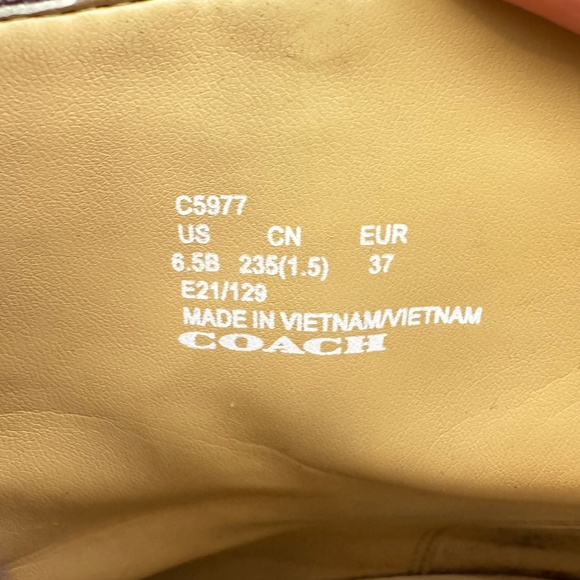 C5977
US CN EUR
6.5B 235(1.5) 37
E21/129
MADE IN VIETNAM/VIETNAM
COACH